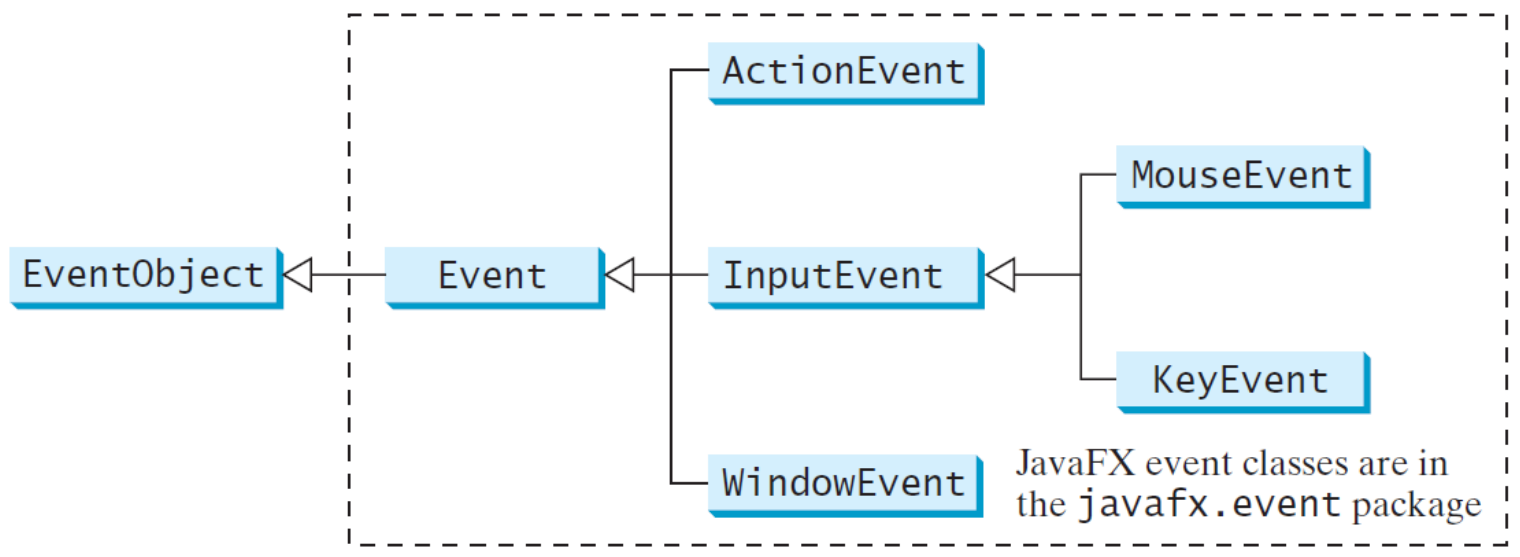 ActionEvent
MouseEvent
EventObject
Event
InputEvent
KeyEvent
WindowEvent
JavaFX event classes are in
the javafx.event package